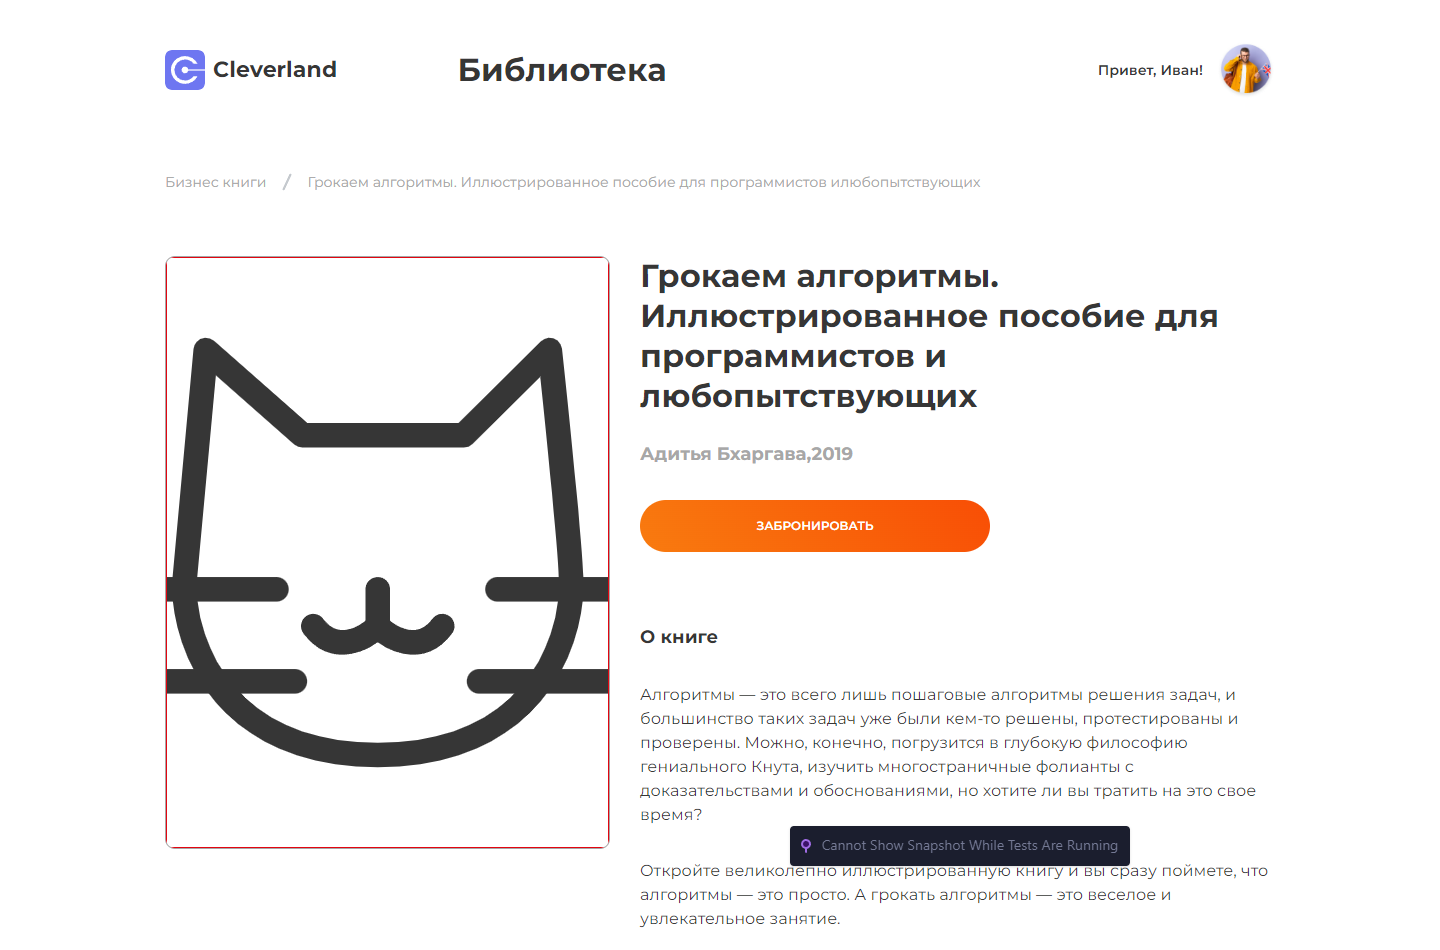 Cleverland
Библиотека
Привет, Иван!
Бизнес книги / Грокаем алгоритмы. Иллюстрированное пособие для программистов илюбопытствующих
Грокаем алгоритмы.
Иллюстрированное пособие для
программистов и
любопытствующих
Адитья Бхаргава,2019
ЗАБРОНИРОВАТЬ
О книге
Алгоритмы — это всего лишь пошаговые алгоритмы решения задач, и
большинство таких задач уже были кем-то решены, протестированы и
проверены. Можно, конечно, погрузится в глубокую философию
гениального Кнута, изучить многостраничные фолианты с
доказательствами и обоснованиями, но хотите ли вы тратить на это свое
время?
Cannot Show Snapshot While Tests Are Running
Откройте великолепно иллюстрированную книгу и вы сразу поймете, что
алгоритмы — это просто. А грокать алгоритмы — это веселое и
увлекательное занятие.